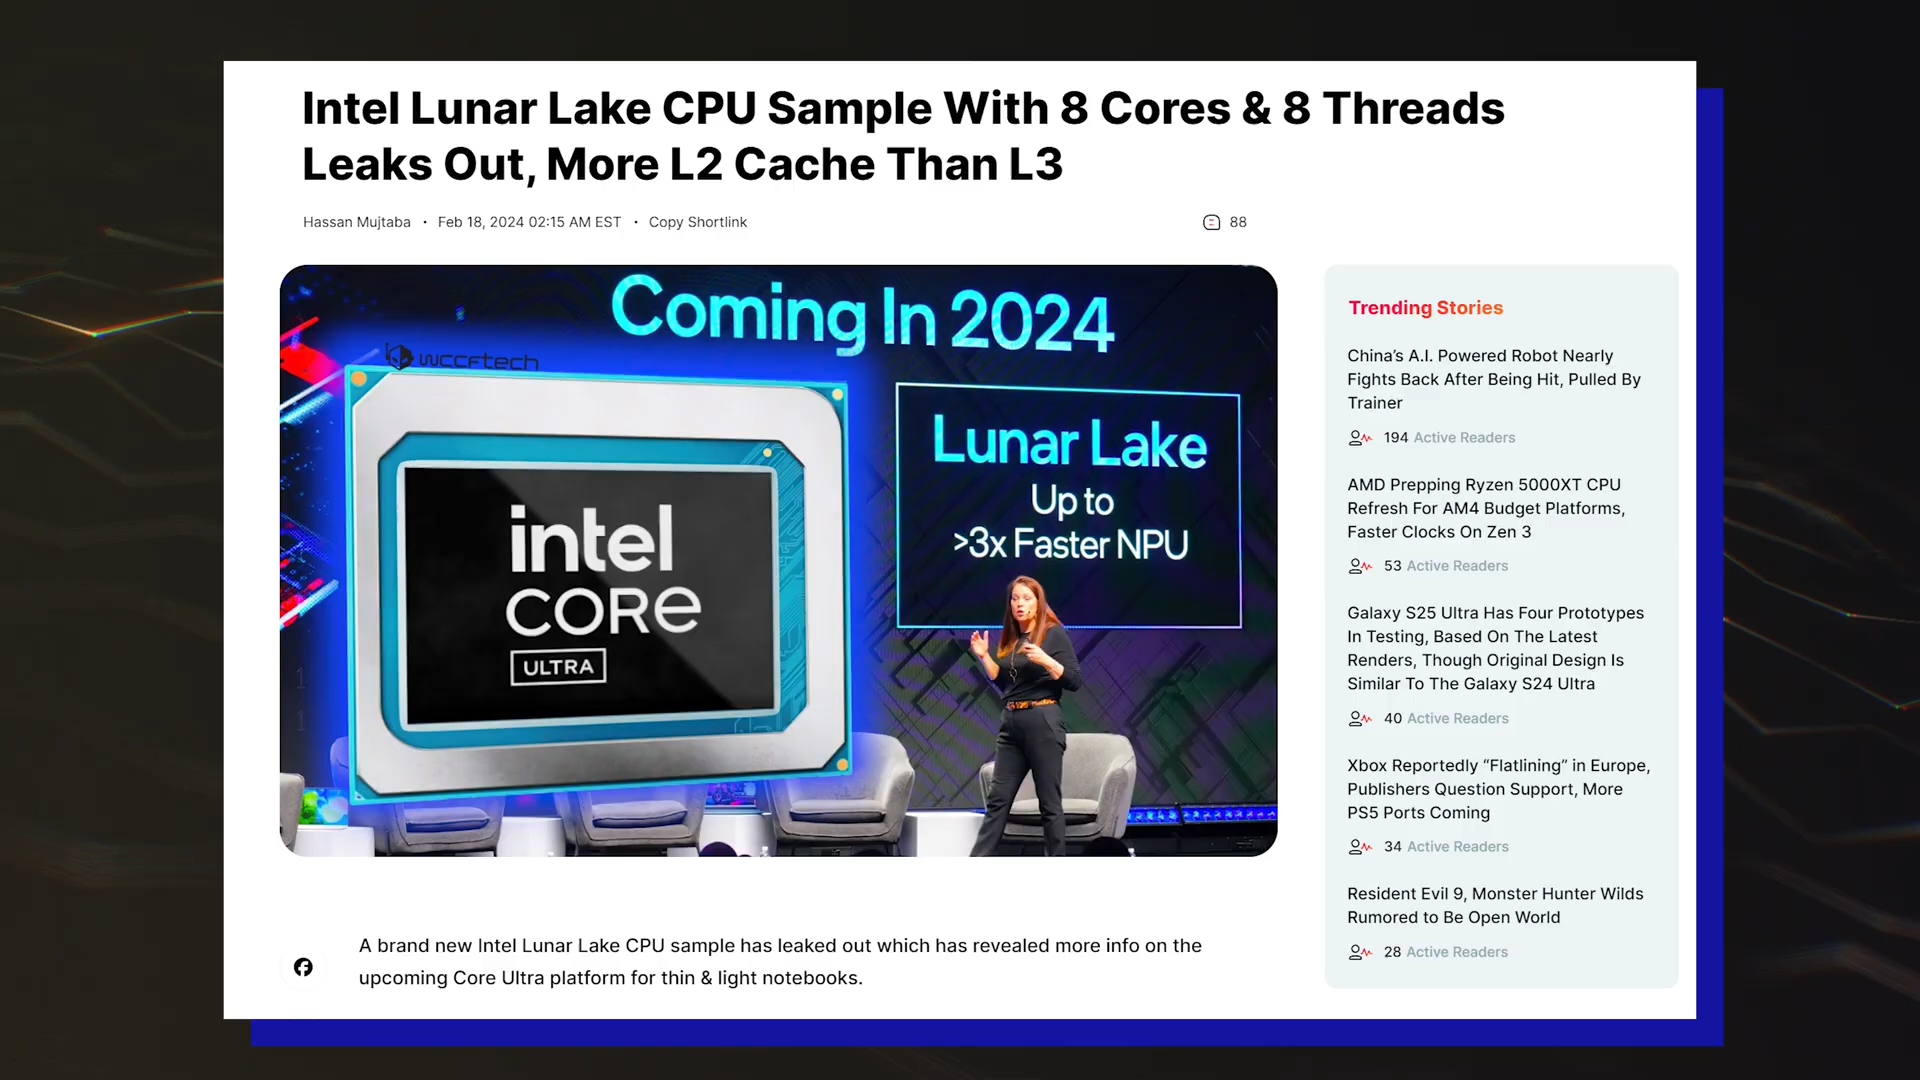 Intel Lunar Lake CPU Sample With 8 Cores & 8 Threads
Leaks Out, More L2 Cache Than L3
Hassan Mujtaba • Feb 18, 2024 02:15 AM EST • Copy Shortlink
88
Coming In 2024
wccftech
intel
CORE
ULTRA
Lunar Lake
Up to
>3x Faster NPU
A brand new Intel Lunar Lake CPU sample has leaked out which has revealed more info on the
upcoming Core Ultra platform for thin & light notebooks.
Trending Stories
China’s A.I. Powered Robot Nearly
Fights Back After Being Hit, Pulled By
Trainer
194 Active Readers
AMD Prepping Ryzen 5000XT CPU
Refresh For AM4 Budget Platforms,
Faster Clocks On Zen 3
53 Active Readers
Galaxy S25 Ultra Has Four Prototypes
In Testing, Based On The Latest
Renders, Though Original Design Is
Similar To The Galaxy S24 Ultra
40 Active Readers
Xbox Reportedly “Flatlining” in Europe,
Publishers Question Support, More
PS5 Ports Coming
34 Active Readers
Resident Evil 9, Monster Hunter Wilds
Rumored to Be Open World
28 Active Readers